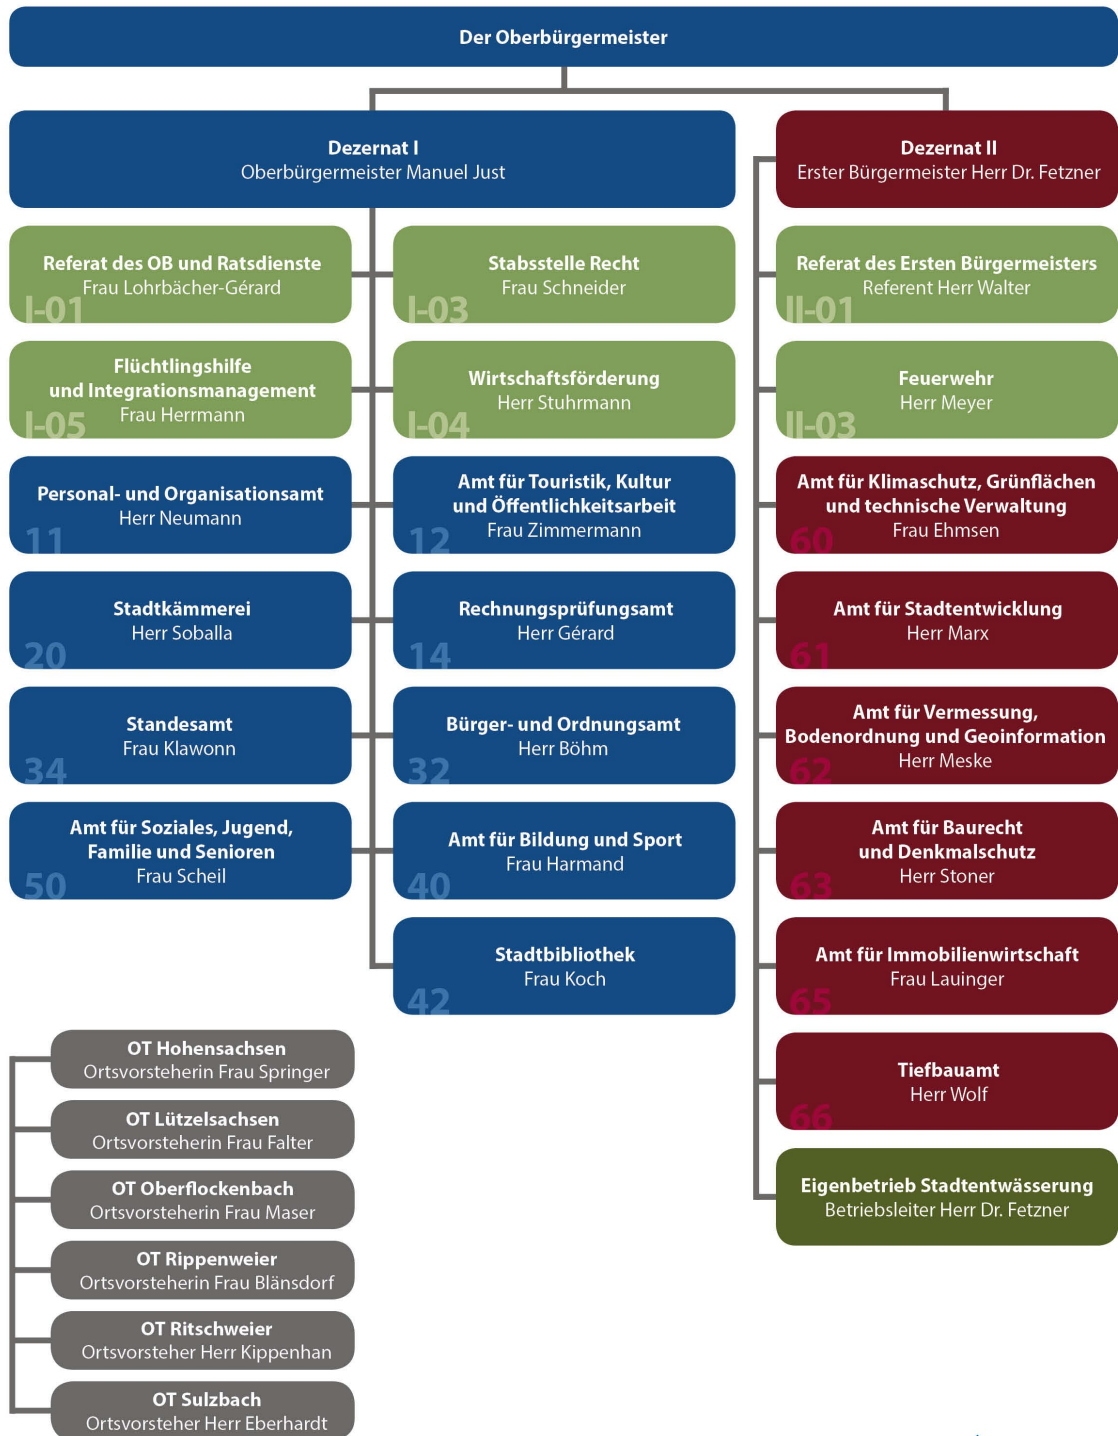 Der Oberbürgermeister
Dezernat I
Oberbürgermeister Manuel Just
Dezernat II
Erster Bürgermeister Herr Dr. Fetzner
Referat des OB und Ratsdienste
Frau Lohrbächer-Gérard
I-01
Stabsstelle Recht
Frau Schneider
I-03
Referat des Ersten Bürgermeisters
Referent Herr Walter
II-01
Flüchtlingshilfe
und Integrationsmanagement
Frau Herrmann
I-05
Wirtschaftsförderung
Herr Stuhrmann
I-04
Feuerwehr
Herr Meyer
II-03
Personal- und Organisationsamt
Herr Neumann
11
Amt für Touristik, Kultur
und Öffentlichkeitsarbeit
Frau Zimmermann
12
Amt für Klimaschutz, Grünflächen
und technische Verwaltung
Frau Ehmsen
60
Stadtkämmerei
Herr Soballa
20
Rechnungsprüfungsamt
Herr Gérard
14
Amt für Stadtentwicklung
Herr Marx
61
Standesamt
Frau Klawonn
34
Bürger- und Ordnungsamt
Herr Böhm
32
Amt für Vermessung,
Bodenordnung und Geoinformation
Herr Meske
62
Amt für Soziales, Jugend,
Familie und Senioren
Frau Scheil
50
Amt für Bildung und Sport
Frau Harmand
40
Amt für Baurecht
und Denkmalschutz
Herr Stoner
63
Stadtbibliothek
Frau Koch
42
Amt für Immobilienwirtschaft
Frau Lauinger
65
Tiefbauamt
Herr Wolf
66
Eigenbetrieb Stadtentwässerung
Betriebsleiter Herr Dr. Fetzner
OT Hohensachsen
Ortsvorsteherin Frau Springer
OT Lützelsachsen
Ortsvorsteherin Frau Falter
OT Oberflockenbach
Ortsvorsteherin Frau Maser
OT Rippenweier
Ortsvorsteherin Frau Blänsdorf
OT Ritschweier
Ortsvorsteher Herr Kippenhan
OT Sulzbach
Ortsvorsteher Herr Eberhardt